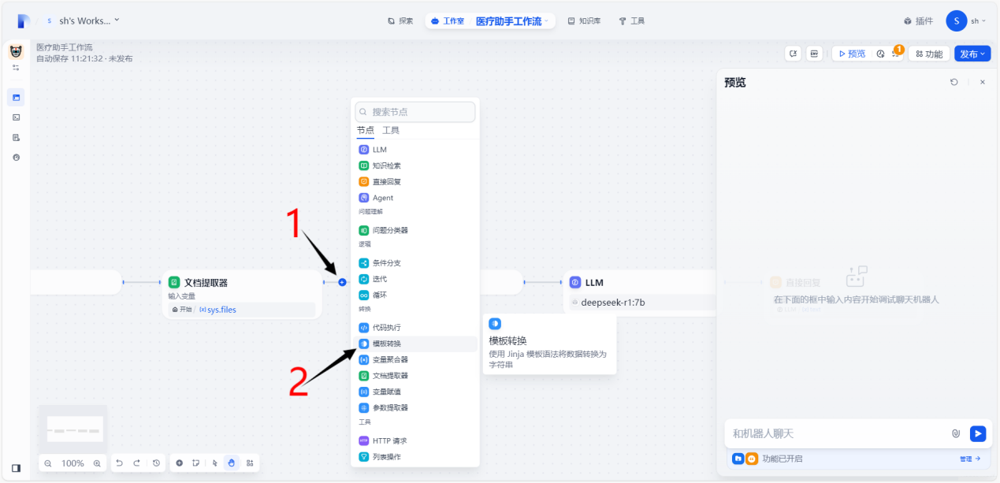 S sh's Works...
探索
工作室 / 医疗助手工作流
知识库
工具
插件
S sh
医疗助手工作流
自动保存 11:21:32 · 未发布
预览
1
功能
发布
预览
搜索节点
节点 工具
LLM
知识检索
直接回复
Agent
问题理解
问题分类器
逻辑
条件分支
迭代
循环
转换
代码执行
模板转换
变量聚合器
文档提取器
变量赋值
参数提取器
工具
HTTP 请求
列表操作
1
2
文档提取器
输入变量
开始 / {x} sys.files
LLM
deepseek-r1:7b
模板转换
使用 Jinja 模板语法将数据转换为
字符串
直接回复
在下面的框中输入内容开始调试聊天机器人
和机器人聊天
功能已开启
管理 →
100%